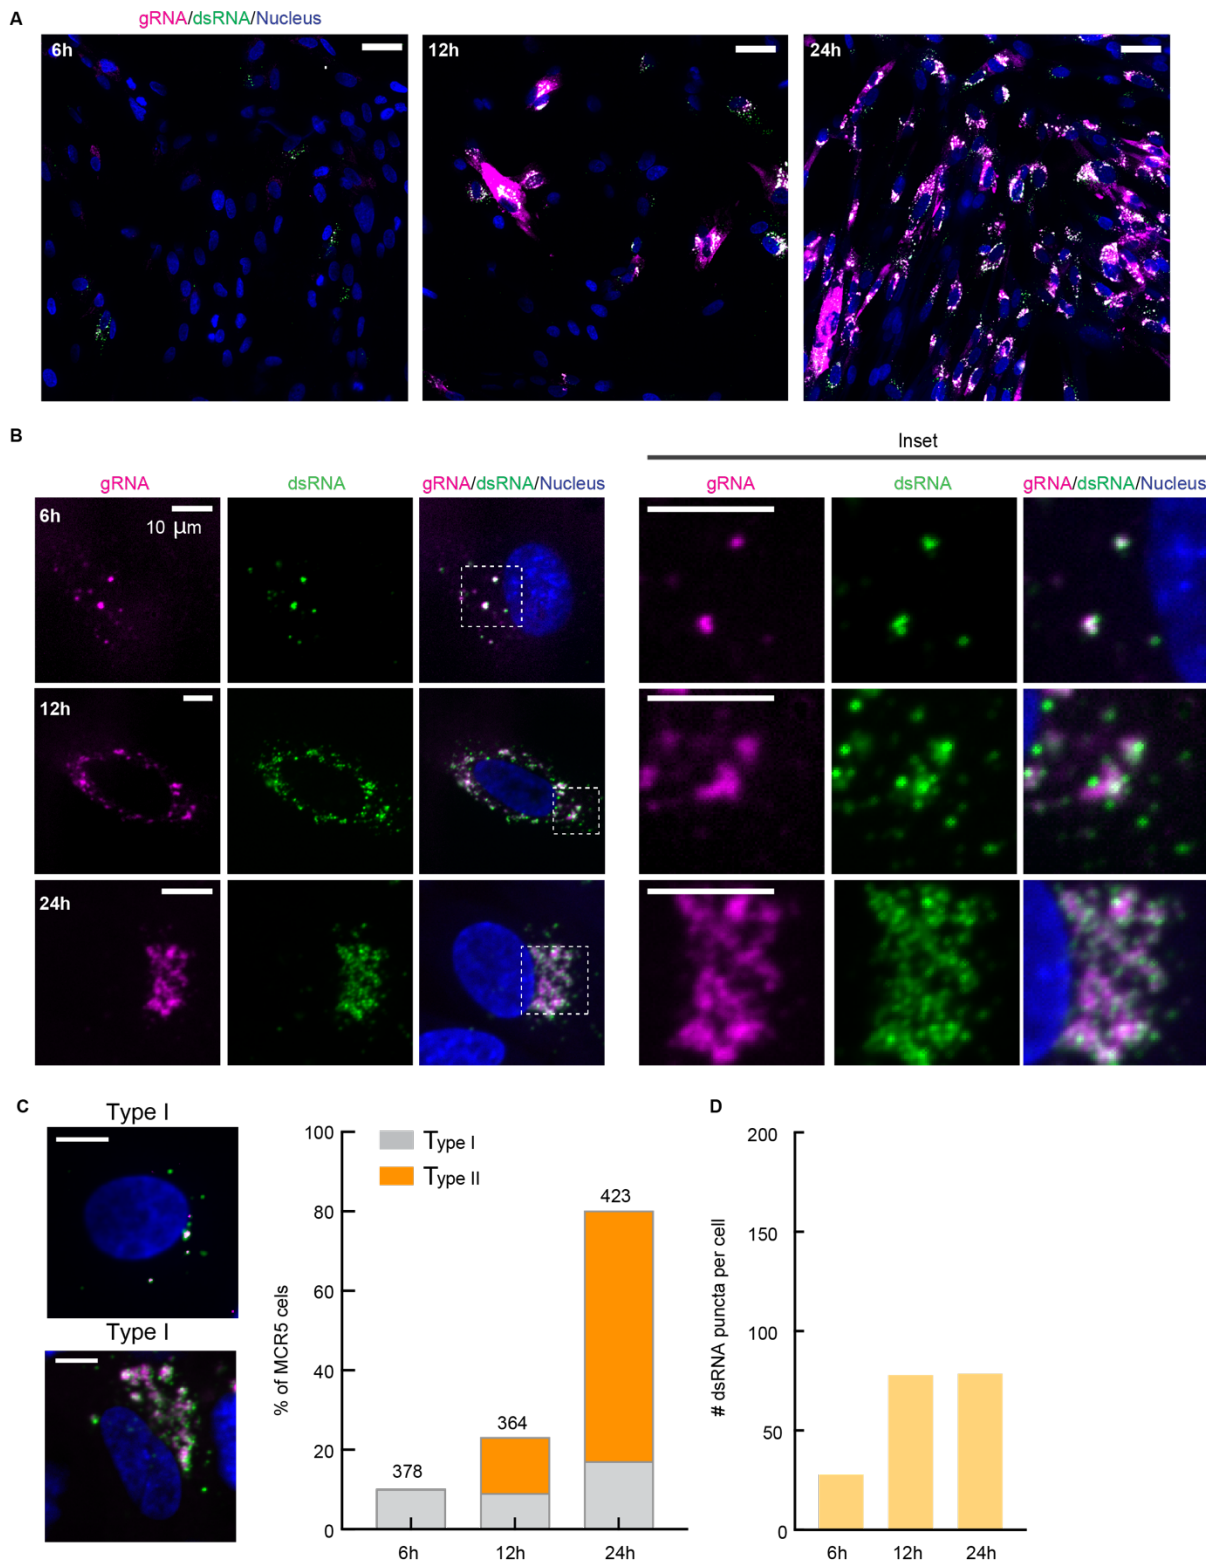 A
gRNA/dsRNA/Nucleus
6h
12h
24h
B
Inset
gRNA
dsRNA
gRNA/dsRNA/Nucleus
gRNA
dsRNA
gRNA/dsRNA/Nucleus
6h
10 μm
12h
24h
C
Type I
Type I
% of MCR5 cels
100
80
60
40
20
0
Type I
Type II
378
364
423
6h
12h
24h
D
# dsRNA puncta per cell
200
150
100
50
0
6h
12h
24h